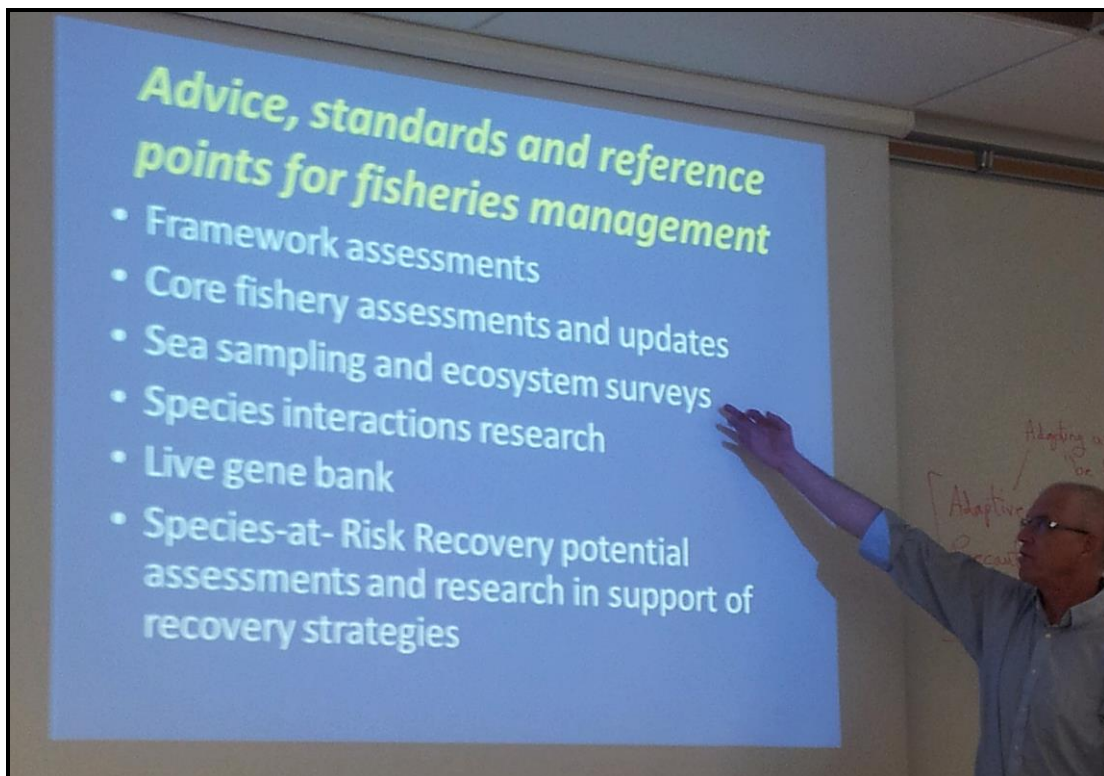 Advice, standards and reference
points for fisheries management
• Framework assessments
• Core fishery assessments and updates
• Sea sampling and ecosystem surveys
• Species interactions research
• Live gene bank
• Species-at- Risk Recovery potential
assessments and research in support of
recovery strategies
Adopting
be
Adaptive